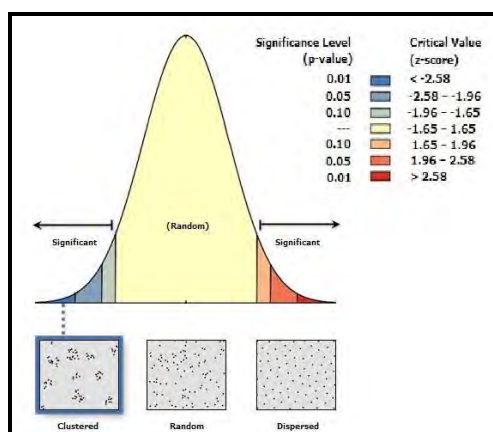 Significance Level Critical Value
(p-value) (z-score)
0.01 < -2.58
0.05 -2.58 - -1.96
0.10 -1.96 - -1.65
--- -1.65 - 1.65
0.10 1.65 - 1.96
0.05 1.96 - 2.58
0.01 > 2.58
Significant (Random) Significant
Clustered Random Dispersed